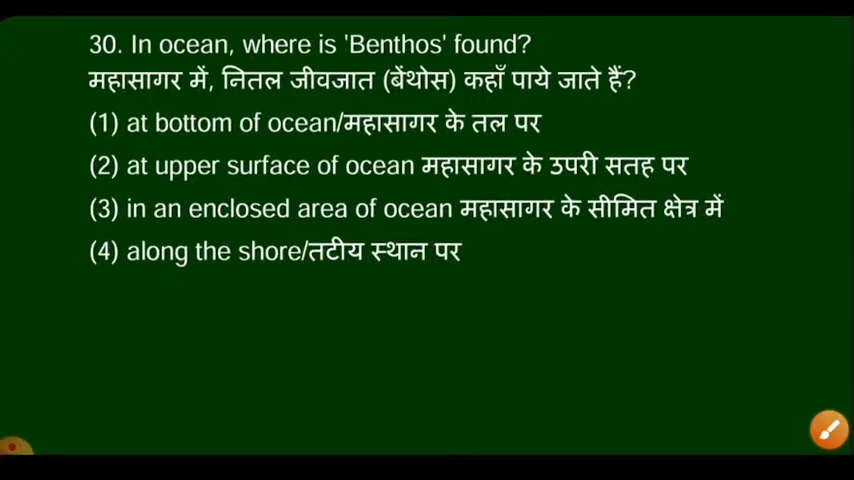 30. In ocean, where is 'Benthos' found?
महासागर में, नितल जीवजात (बेंथोस) कहाँ पाये जाते हैं?
(1) at bottom of ocean/महासागर के तल पर
(2) at upper surface of ocean महासागर के उपरी सतह पर
(3) in an enclosed area of ocean महासागर के सीमित क्षेत्र में
(4) along the shore/तटीय स्थान पर